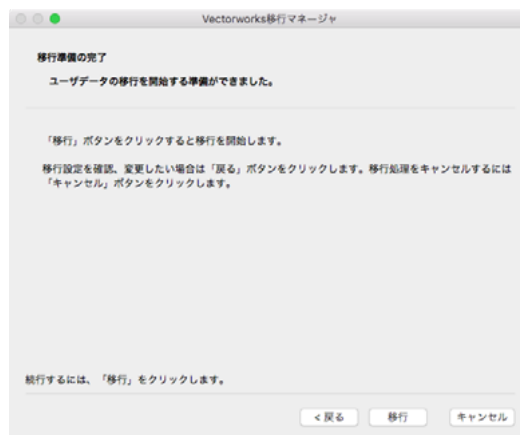 Vectorworks移行マネージャ
移行準備の完了
ユーザデータの移行を開始する準備ができました。
「移行」ボタンをクリックすると移行を開始します。
移行設定を確認、変更したい場合は「戻る」ボタンをクリックします。移行処理をキャンセルするには
「キャンセル」ボタンをクリックします。
続行するには、「移行」をクリックします。
< 戻る 移行 キャンセル